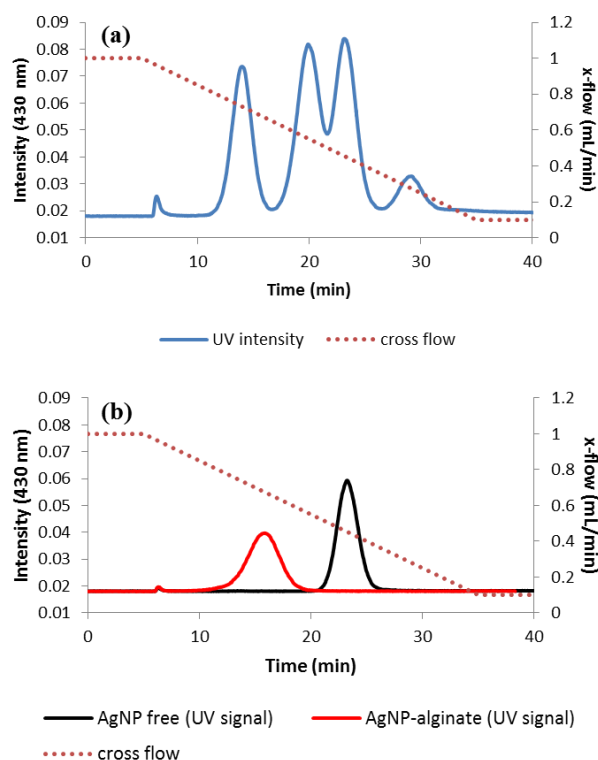 (a)
Intensity (430 nm)
0.09
0.08
0.07
0.06
0.05
0.04
0.03
0.02
0.01
1.2
1
0.8
0.6
0.4
0.2
0
x-flow (mL/min)
0 10 20 30 40
Time (min)
UV intensity cross flow
(b)
Intensity (430 nm)
0.09
0.08
0.07
0.06
0.05
0.04
0.03
0.02
0.01
1.2
1
0.8
0.6
0.4
0.2
0
x-flow (mL/min)
0 10 20 30 40
Time (min)
AgNP free (UV signal) AgNP-alginate (UV signal)
cross flow